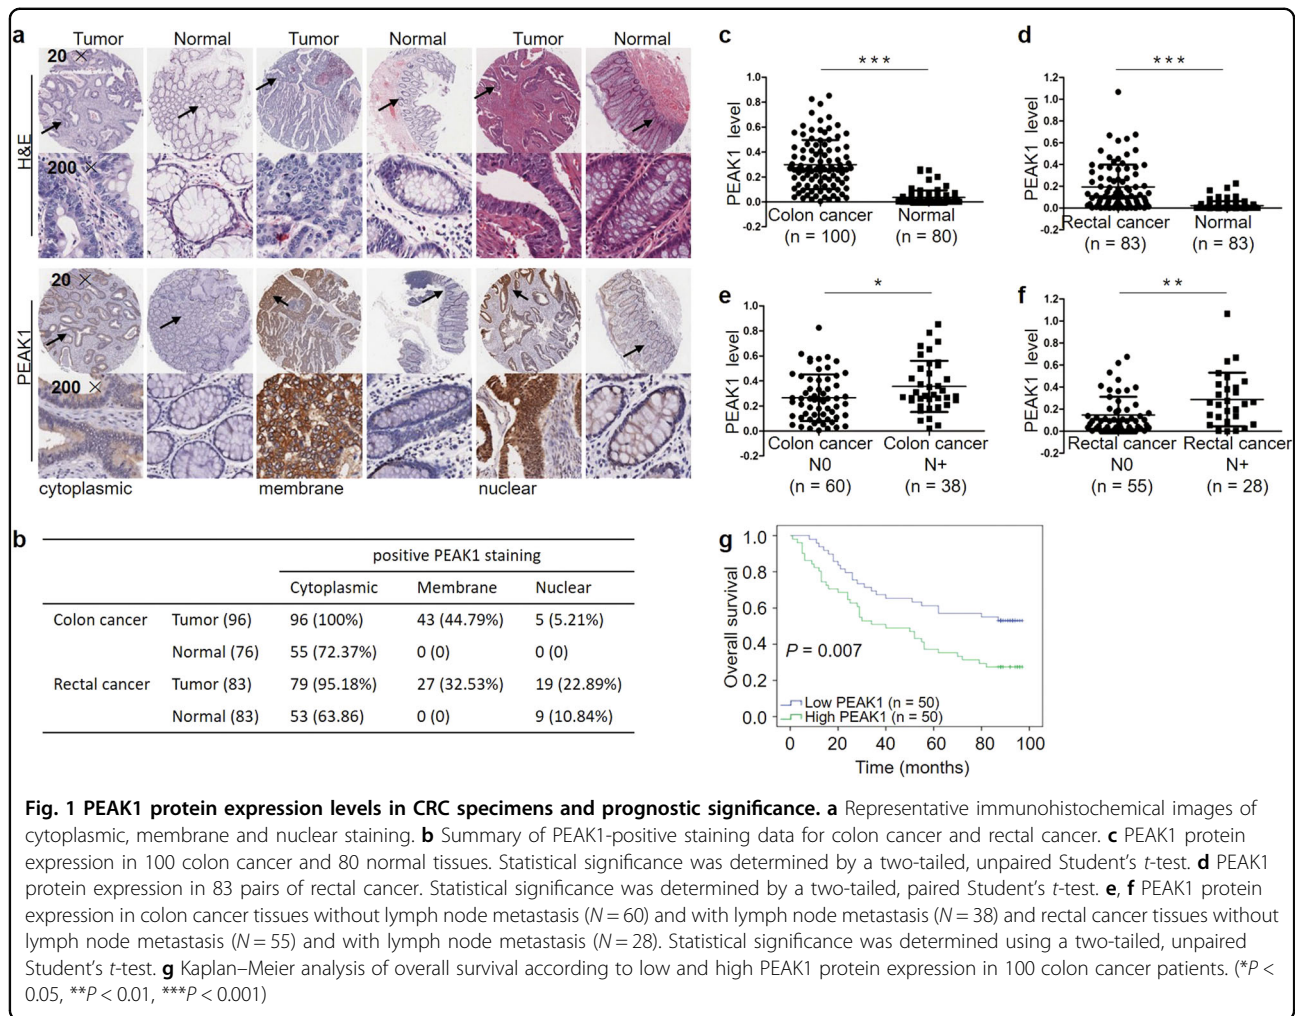 a
Tumor Normal Tumor Normal Tumor Normal
20 ×
H&E
200 ×
20 ×
PEAK1
200 ×
cytoplasmic membrane nuclear
b
positive PEAK1 staining
Cytoplasmic Membrane Nuclear
Colon cancer Tumor (96) 96 (100%) 43 (44.79%) 5 (5.21%)
Normal (76) 55 (72.37%) 0 (0) 0 (0)
Rectal cancer Tumor (83) 79 (95.18%) 27 (32.53%) 19 (22.89%)
Normal (83) 53 (63.86) 0 (0) 9 (10.84%)
c
***
PEAK1 level
1.0
0.8
0.6
0.4
0.2
0.0
-0.2
Colon cancer Normal
(n = 100) (n = 80)
d
***
PEAK1 level
1.2
1.0
0.8
0.6
0.4
0.2
0.0
-0.2
Rectal cancer Normal
(n = 83) (n = 83)
e
*
PEAK1 level
1.0
0.8
0.6
0.4
0.2
0.0
-0.2
Colon cancer Colon cancer
N0 N+
(n = 60) (n = 38)
f
**
PEAK1 level
1.2
1.0
0.8
0.6
0.4
0.2
0.0
-0.2
Rectal cancer Rectal cancer
N0 N+
(n = 55) (n = 28)
g
Overall survival
1.0
0.8
0.6
0.4
0.2
0.0
P = 0.007
Low PEAK1 (n = 50)
High PEAK1 (n = 50)
0 20 40 60 80 100
Time (months)
Fig. 1 PEAK1 protein expression levels in CRC specimens and prognostic significance. a Representative immunohistochemical images of
cytoplasmic, membrane and nuclear staining. b Summary of PEAK1-positive staining data for colon cancer and rectal cancer. c PEAK1 protein
expression in 100 colon cancer and 80 normal tissues. Statistical significance was determined by a two-tailed, unpaired Student's t-test. d PEAK1
protein expression in 83 pairs of rectal cancer. Statistical significance was determined by a two-tailed, paired Student's t-test. e, f PEAK1 protein
expression in colon cancer tissues without lymph node metastasis (N = 60) and with lymph node metastasis (N = 38) and rectal cancer tissues without
lymph node metastasis (N = 55) and with lymph node metastasis (N = 28). Statistical significance was determined using a two-tailed, unpaired
Student's t-test. g Kaplan–Meier analysis of overall survival according to low and high PEAK1 protein expression in 100 colon cancer patients. (*P <
0.05, **P < 0.01, ***P < 0.001)